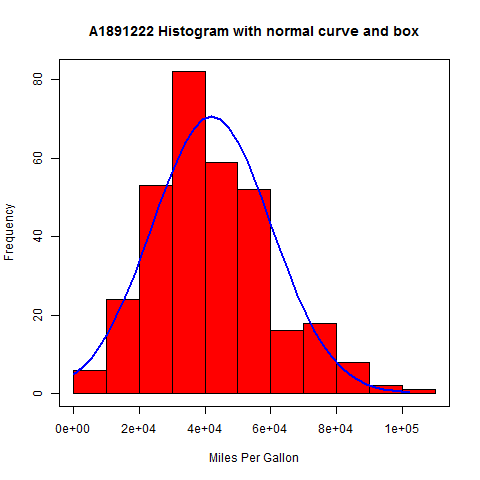 A1891222 Histogram with normal curve and box
Frequency
80
60
40
20
0
0e+00 2e+04 4e+04 6e+04 8e+04 1e+05
Miles Per Gallon